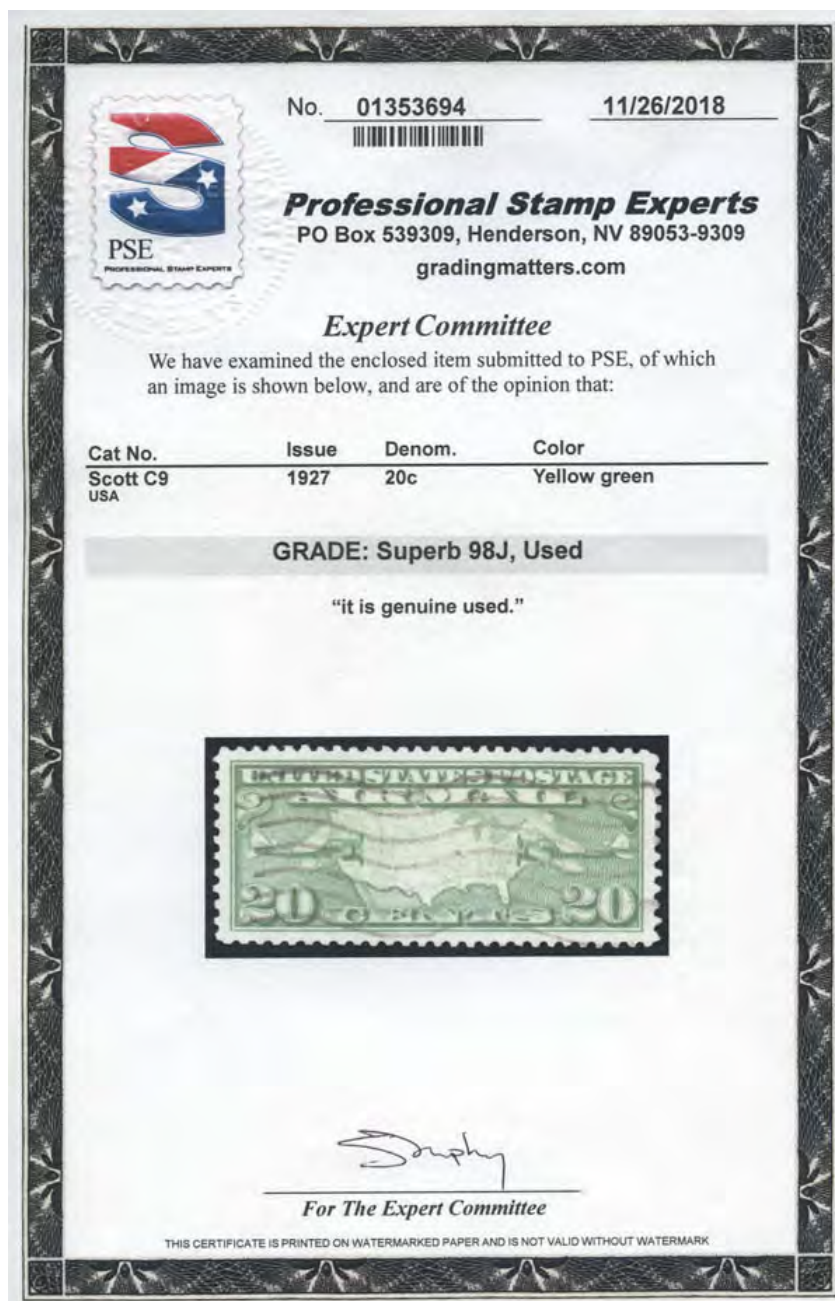 No. 01353694 11/26/2018
PSE
PROFESSIONAL STAMP EXPERTS
Professional Stamp Experts
PO Box 539309, Henderson, NV 89053-9309
gradingmatters.com
Expert Committee
We have examined the enclosed item submitted to PSE, of which
an image is shown below, and are of the opinion that:
Cat No. Issue Denom. Color
Scott C9 1927 20c Yellow green
USA
GRADE: Superb 98J, Used
“it is genuine used.”
UNITED STATES POSTAGE
AIR MAIL
20 CENTS 20
For The Expert Committee
THIS CERTIFICATE IS PRINTED ON WATERMARKED PAPER AND IS NOT VALID WITHOUT WATERMARK